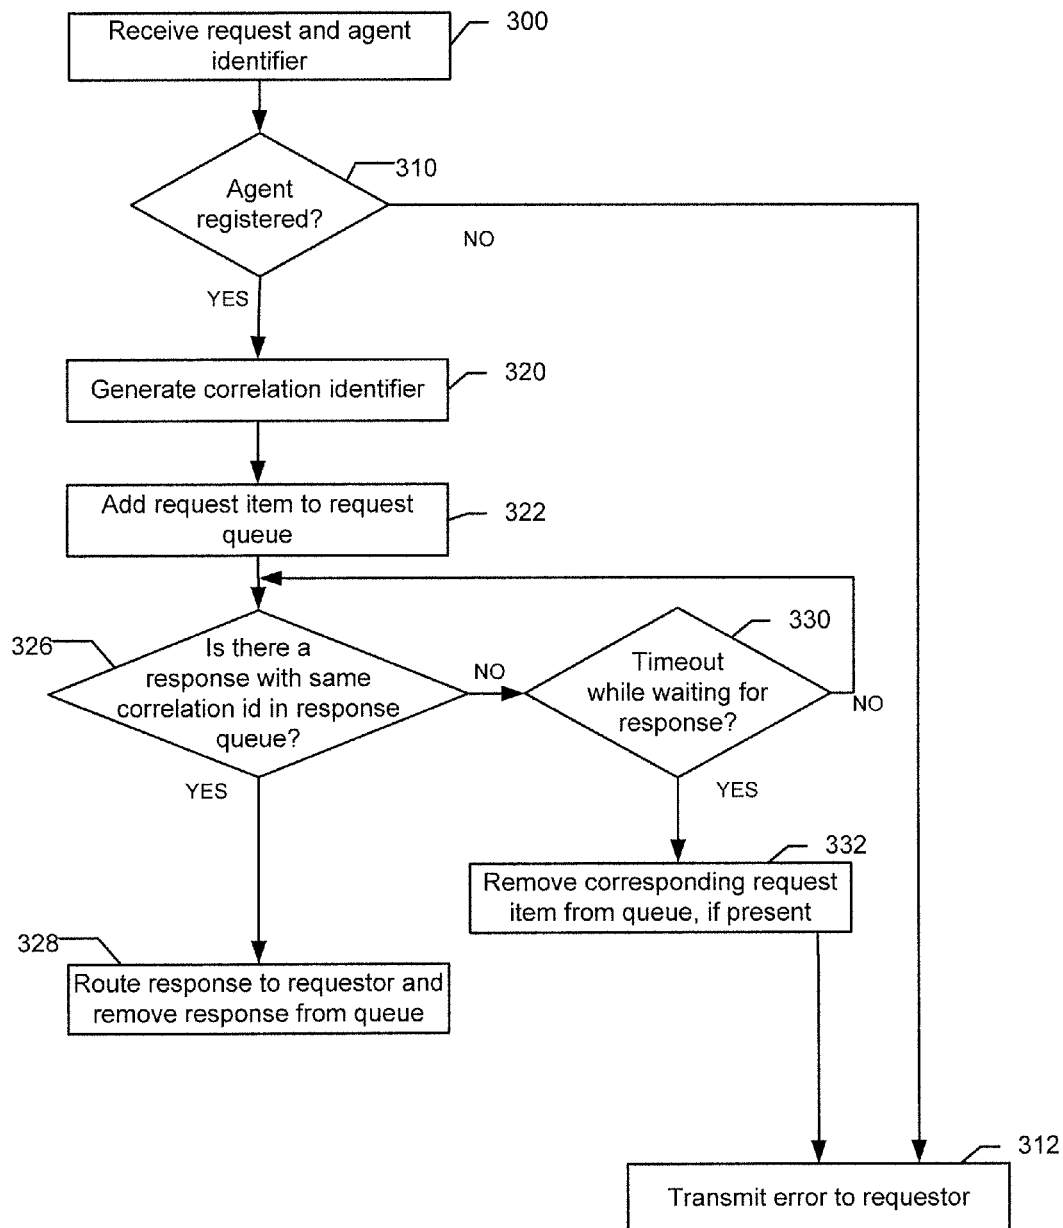 Receive request and agent
identifier
300
Agent
registered?
310
NO
YES
Generate correlation identifier
320
Add request item to request
queue
322
326
Is there a
response with same
correlation id in response
queue?
NO
330
Timeout
while waiting for
response?
NO
YES
YES
332
Remove corresponding request
item from queue, if present
328
Route response to requestor and
remove response from queue
312
Transmit error to requestor